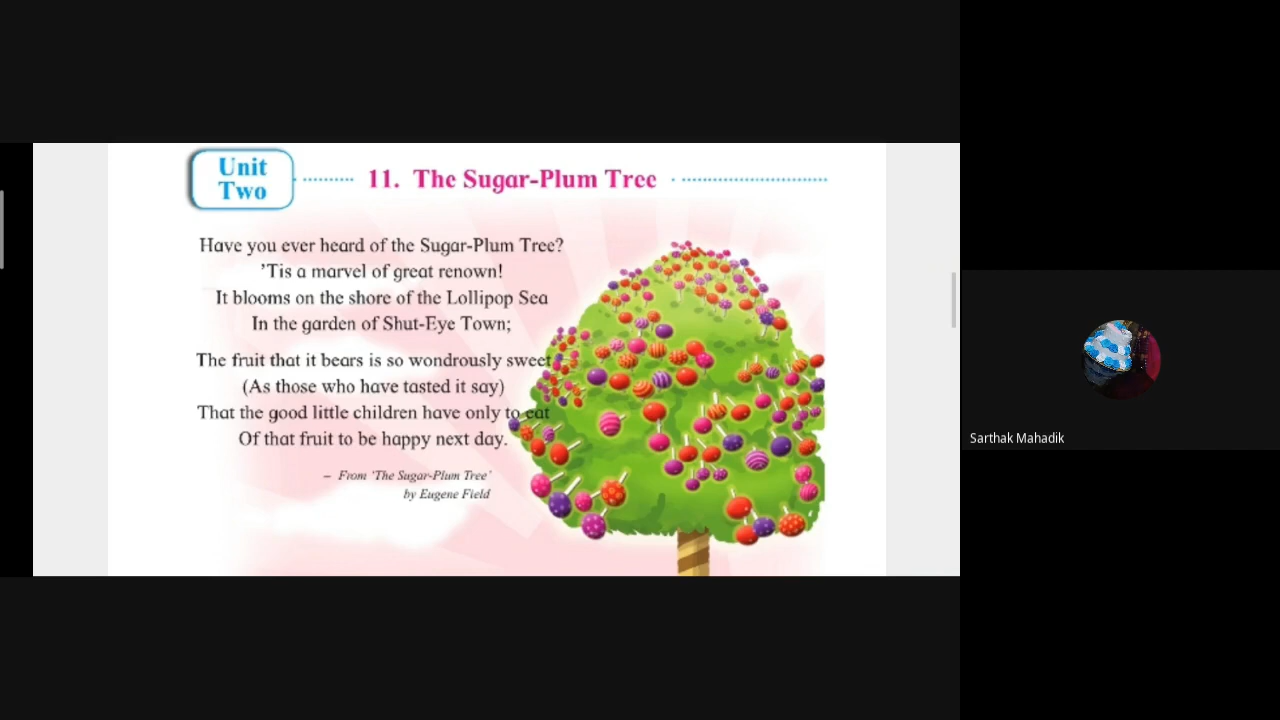 Unit
Two
11. The Sugar-Plum Tree
Have you ever heard of the Sugar-Plum Tree?
’Tis a marvel of great renown!
It blooms on the shore of the Lollipop Sea
In the garden of Shut-Eye Town;
The fruit that it bears is so wondrously sweet
(As those who have tasted it say)
That the good little children have only to eat
Of that fruit to be happy next day.
– From ‘The Sugar-Plum Tree’
by Eugene Field
Sarthak Mahadik